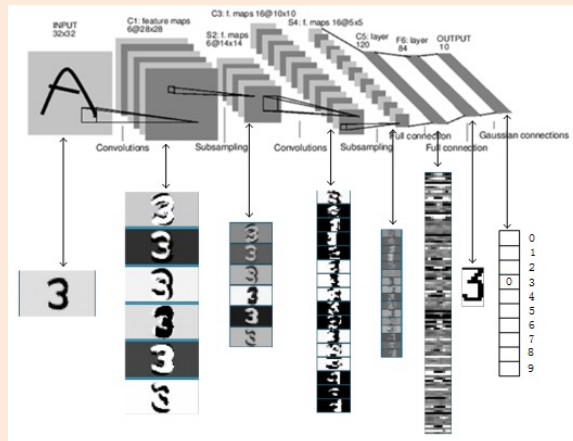 INPUT
32x32
C1: feature maps
6@28x28
S2: f. maps
6@14x14
C3: f. maps 16@10x10
S4: f. maps 16@5x5
C5: layer
120
F6: layer
84
OUTPUT
10
Convolutions
Subsampling
Convolutions
Subsampling
Full connection
Full connection
Gaussian connections
3
0
0
1
2
3
4
5
6
7
8
9